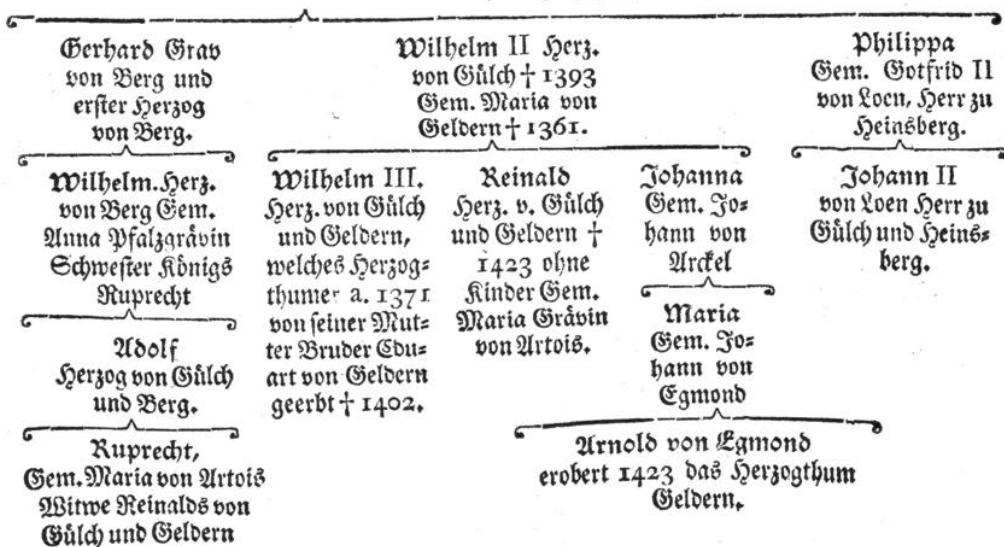 Gerhard Grav
von Berg und
erster Herzog
von Berg.
Wilhelm II Herz.
von Gülch † 1393
Gem. Maria von
Geldern † 1361.
Philippa
Gem. Gotfrid II
von Loen, Herr zu
Heinsberg.
Wilhelm. Herz.
von Berg Gem.
Anna Pfalzgrävin
Schwester Königs
Ruprecht
Wilhelm III.
Herz. von Gülch
und Geldern,
welches Herzog=
thumer a. 1371
von seiner Mut=
ter Bruder Edu=
art von Geldern
geerbt † 1402.
Reinald
Herz. v. Gülch
und Geldern †
1423 ohne
Kinder Gem.
Maria Grävin
von Artois.
Johanna
Gem. Jo=
hann von
Arckel
Johann II
von Loen Herr zu
Gülch und Heins=
berg.
Adolf
Herzog von Gülch
und Berg.
Maria
Gem. Jo=
hann von
Egmond
Ruprecht,
Gem. Maria von Artois
Witwe Reinalds von
Gülch und Geldern
Arnold von Egmond
erobert 1423 das Herzogthum
Geldern.